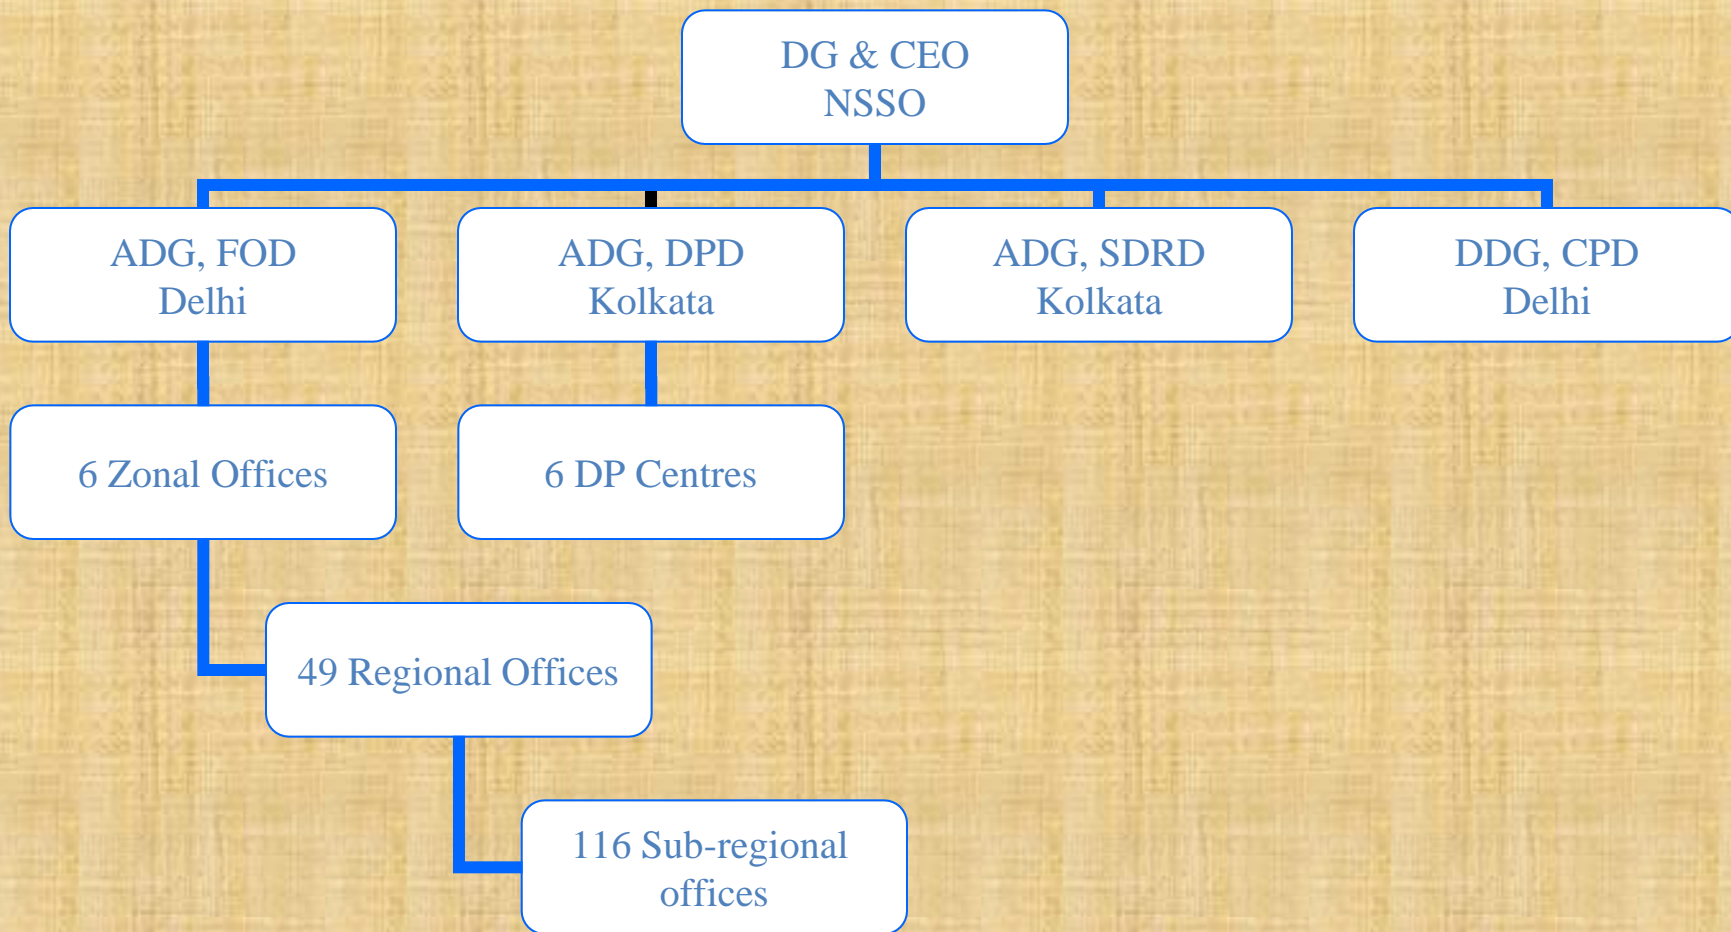 DG & CEO
NSSO
ADG, FOD
Delhi
ADG, DPD
Kolkata
ADG, SDRD
Kolkata
DDG, CPD
Delhi
6 Zonal Offices
6 DP Centres
49 Regional Offices
116 Sub-regional
offices